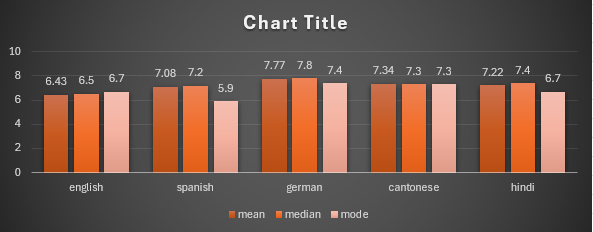 Chart Title
10
8
6
4
2
0
6.43 6.5 6.7 7.08 7.2 5.9 7.77 7.8 7.4 7.34 7.3 7.3 7.22 7.4 6.7
english spanish german cantonese hindi
mean median mode